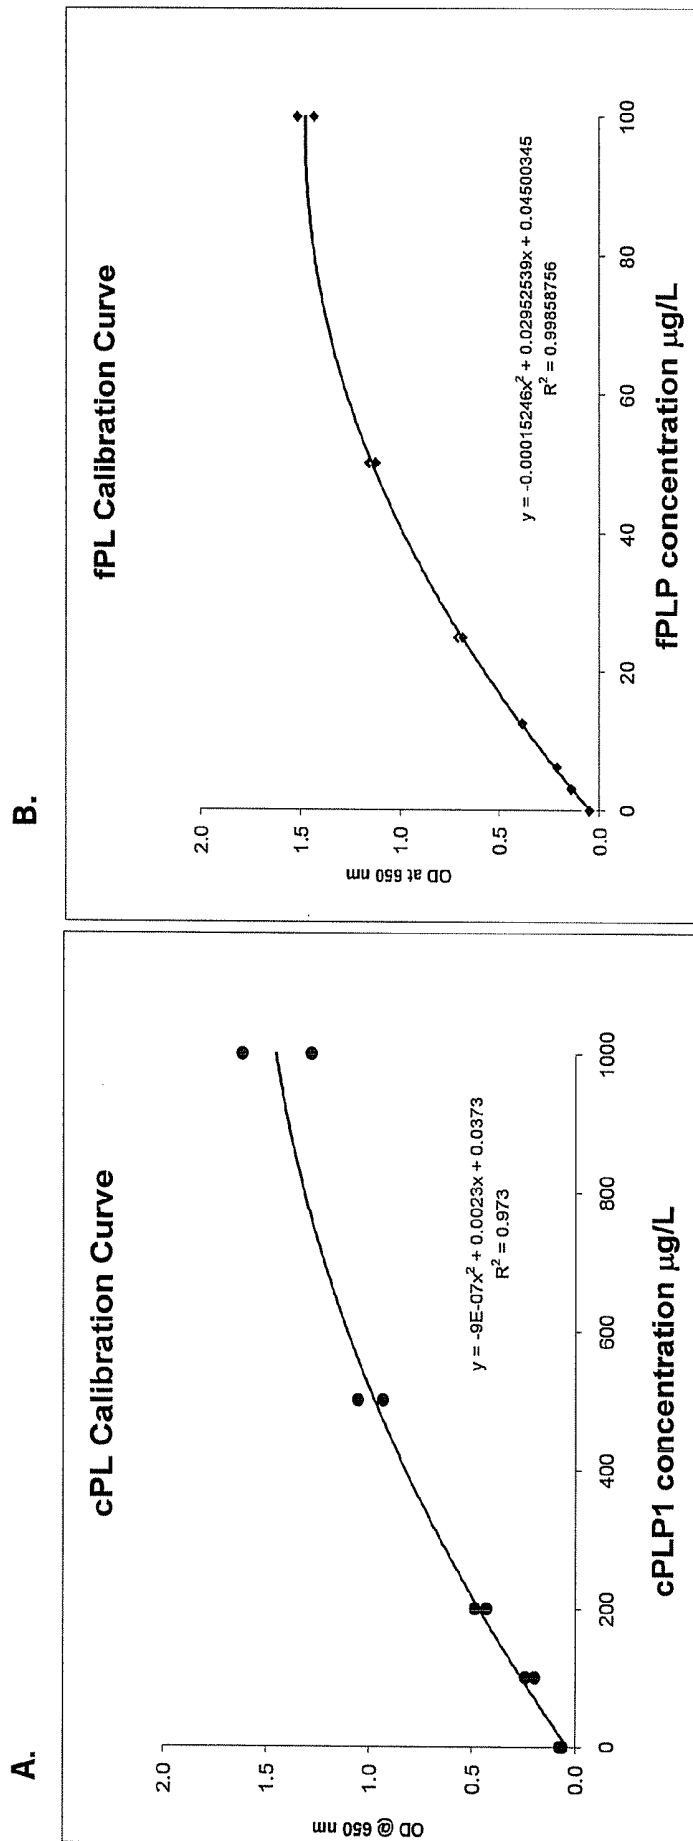 A.
cPL Calibration Curve
2.0
1.5
1.0
0.5
0.0
OD @ 650 nm
y = -9E-07x² + 0.0023x + 0.0373
R² = 0.973
0 200 400 600 800 1000
cPLP1 concentration µg/L
B.
fPL Calibration Curve
2.0
1.5
1.0
0.5
0.0
OD at 650 nm
y = -0.00015246x² + 0.02952539x + 0.04500345
R² = 0.99858756
0 20 40 60 80 100
fPLP concentration µg/L